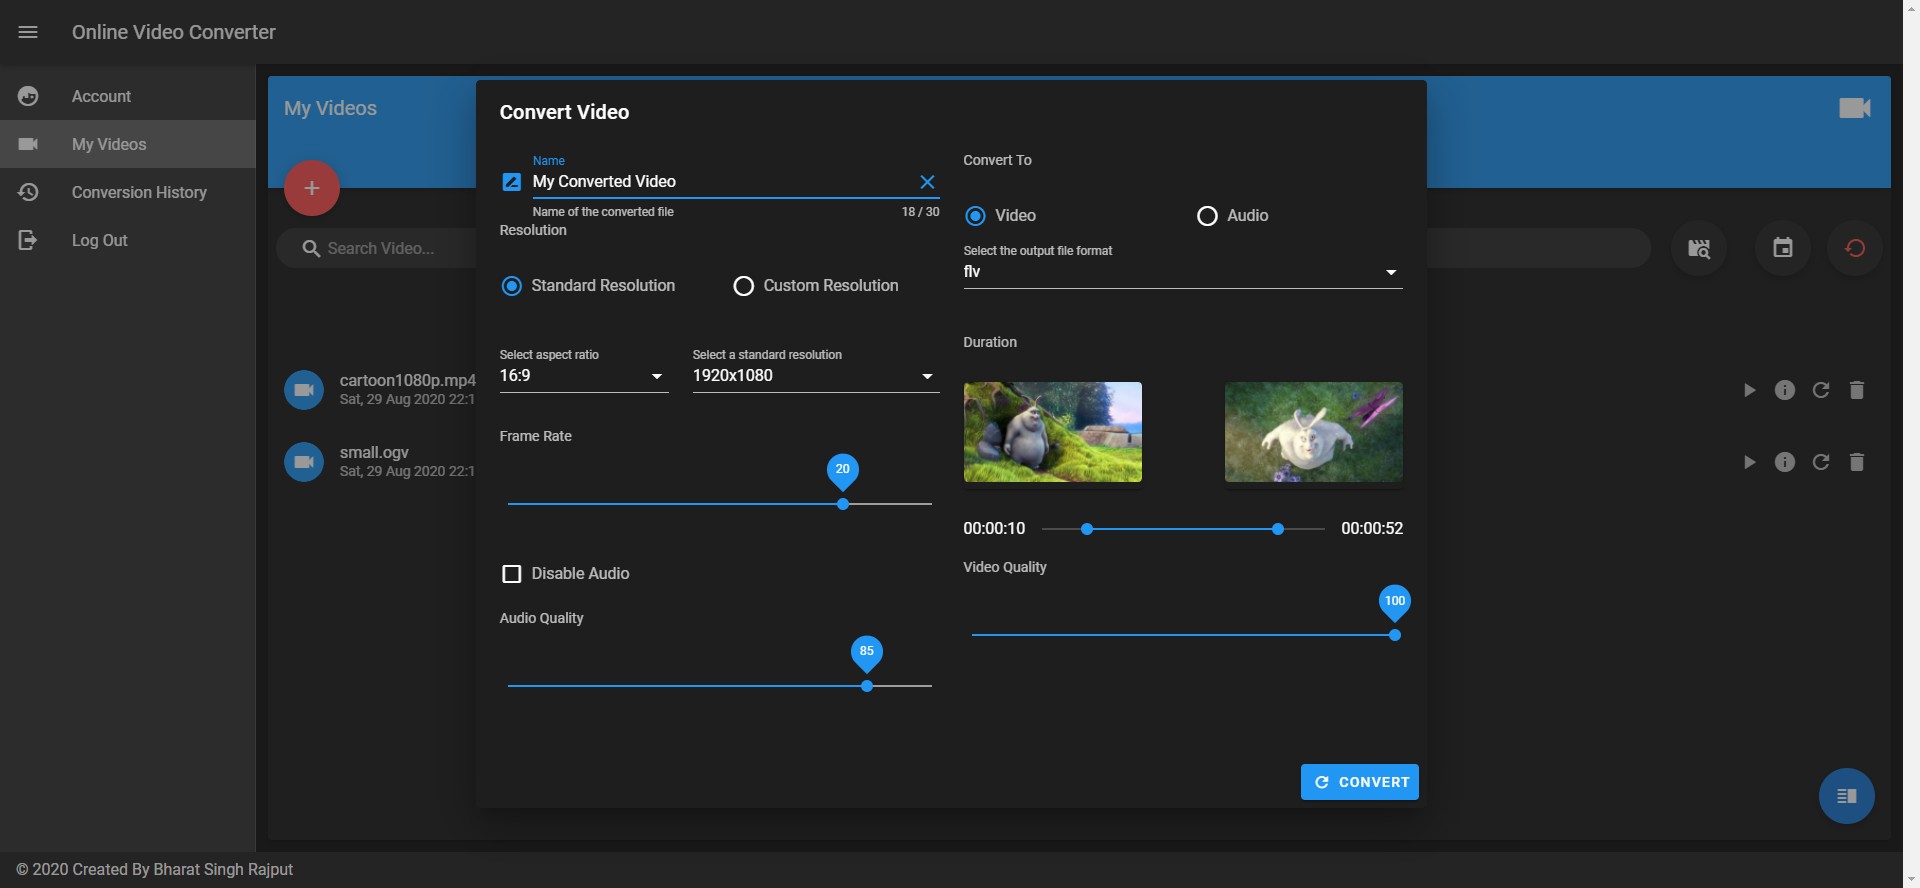 Online Video Converter
Account
My Videos
Conversion History
Log Out
My Videos
Search Video...
cartoon1080p.mp4
Sat, 29 Aug 2020 22:1
small.ogv
Sat, 29 Aug 2020 22:1
Convert Video
Name
My Converted Video
Name of the converted file 18 / 30
Resolution
Standard Resolution Custom Resolution
Select aspect ratio Select a standard resolution
16:9 1920x1080
Frame Rate
20
Disable Audio
Audio Quality
85
Convert To
Video Audio
Select the output file format
flv
Duration
00:00:10 00:00:52
Video Quality
100
CONVERT
© 2020 Created By Bharat Singh Rajput